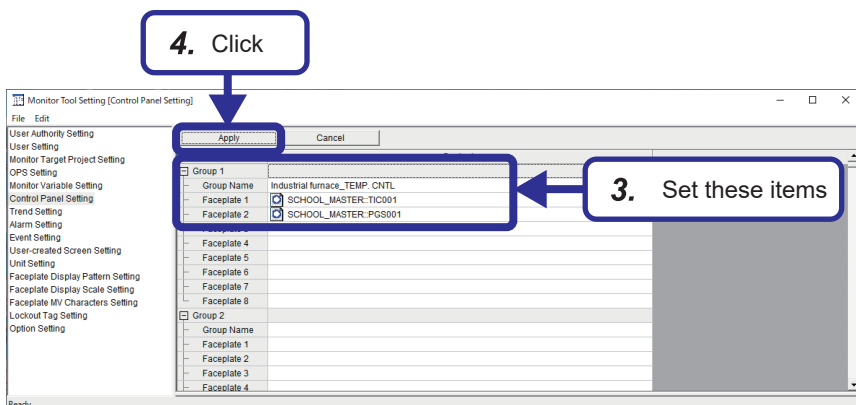 4. Click
Monitor Tool Setting [Control Panel Setting]
File Edit
User Authority Setting
User Setting
Monitor Target Project Setting
OPS Setting
Monitor Variable Setting
Control Panel Setting
Trend Setting
Alarm Setting
Event Setting
User-created Screen Setting
Unit Setting
Faceplate Display Pattern Setting
Faceplate Display Scale Setting
Faceplate MV Characters Setting
Lockout Tag Setting
Option Setting
Apply Cancel
Group 1
Group Name Industrial furnace_TEMP. CNTL
Faceplate 1 SCHOOL_MASTER::TIC001
Faceplate 2 SCHOOL_MASTER::PGS001
Faceplate 4
Faceplate 5
Faceplate 6
Faceplate 7
Faceplate 8
Group 2
Group Name
Faceplate 1
Faceplate 2
Faceplate 3
Faceplate 4
3. Set these items
Ready